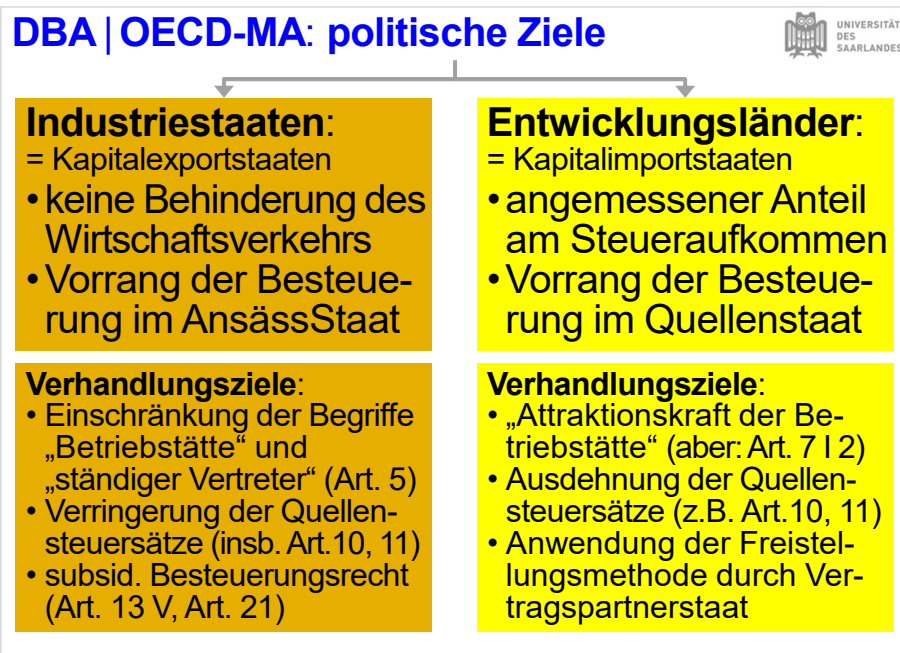 DBA | OECD-MA: politische Ziele
UNIVERSITÄT
DES
SAARLANDES
Industriestaaten:
= Kapitalexportstaaten
• keine Behinderung des
Wirtschaftsverkehrs
• Vorrang der Besteue-
rung im AnsässStaat
Entwicklungsländer:
= Kapitalimportstaaten
• angemessener Anteil
am Steueraufkommen
• Vorrang der Besteue-
rung im Quellenstaat
Verhandlungsziele:
• Einschränkung der Begriffe
„Betriebstätte“ und
„ständiger Vertreter“ (Art. 5)
• Verringerung der Quellen-
steuersätze (insb. Art.10, 11)
• subsid. Besteuerungsrecht
(Art. 13 V, Art. 21)
Verhandlungsziele:
• „Attraktionskraft der Be-
triebstätte“ (aber: Art. 7 I 2)
• Ausdehnung der Quellen-
steuersätze (z.B. Art.10, 11)
• Anwendung der Freistel-
lungsmethode durch Ver-
tragspartnerstaat